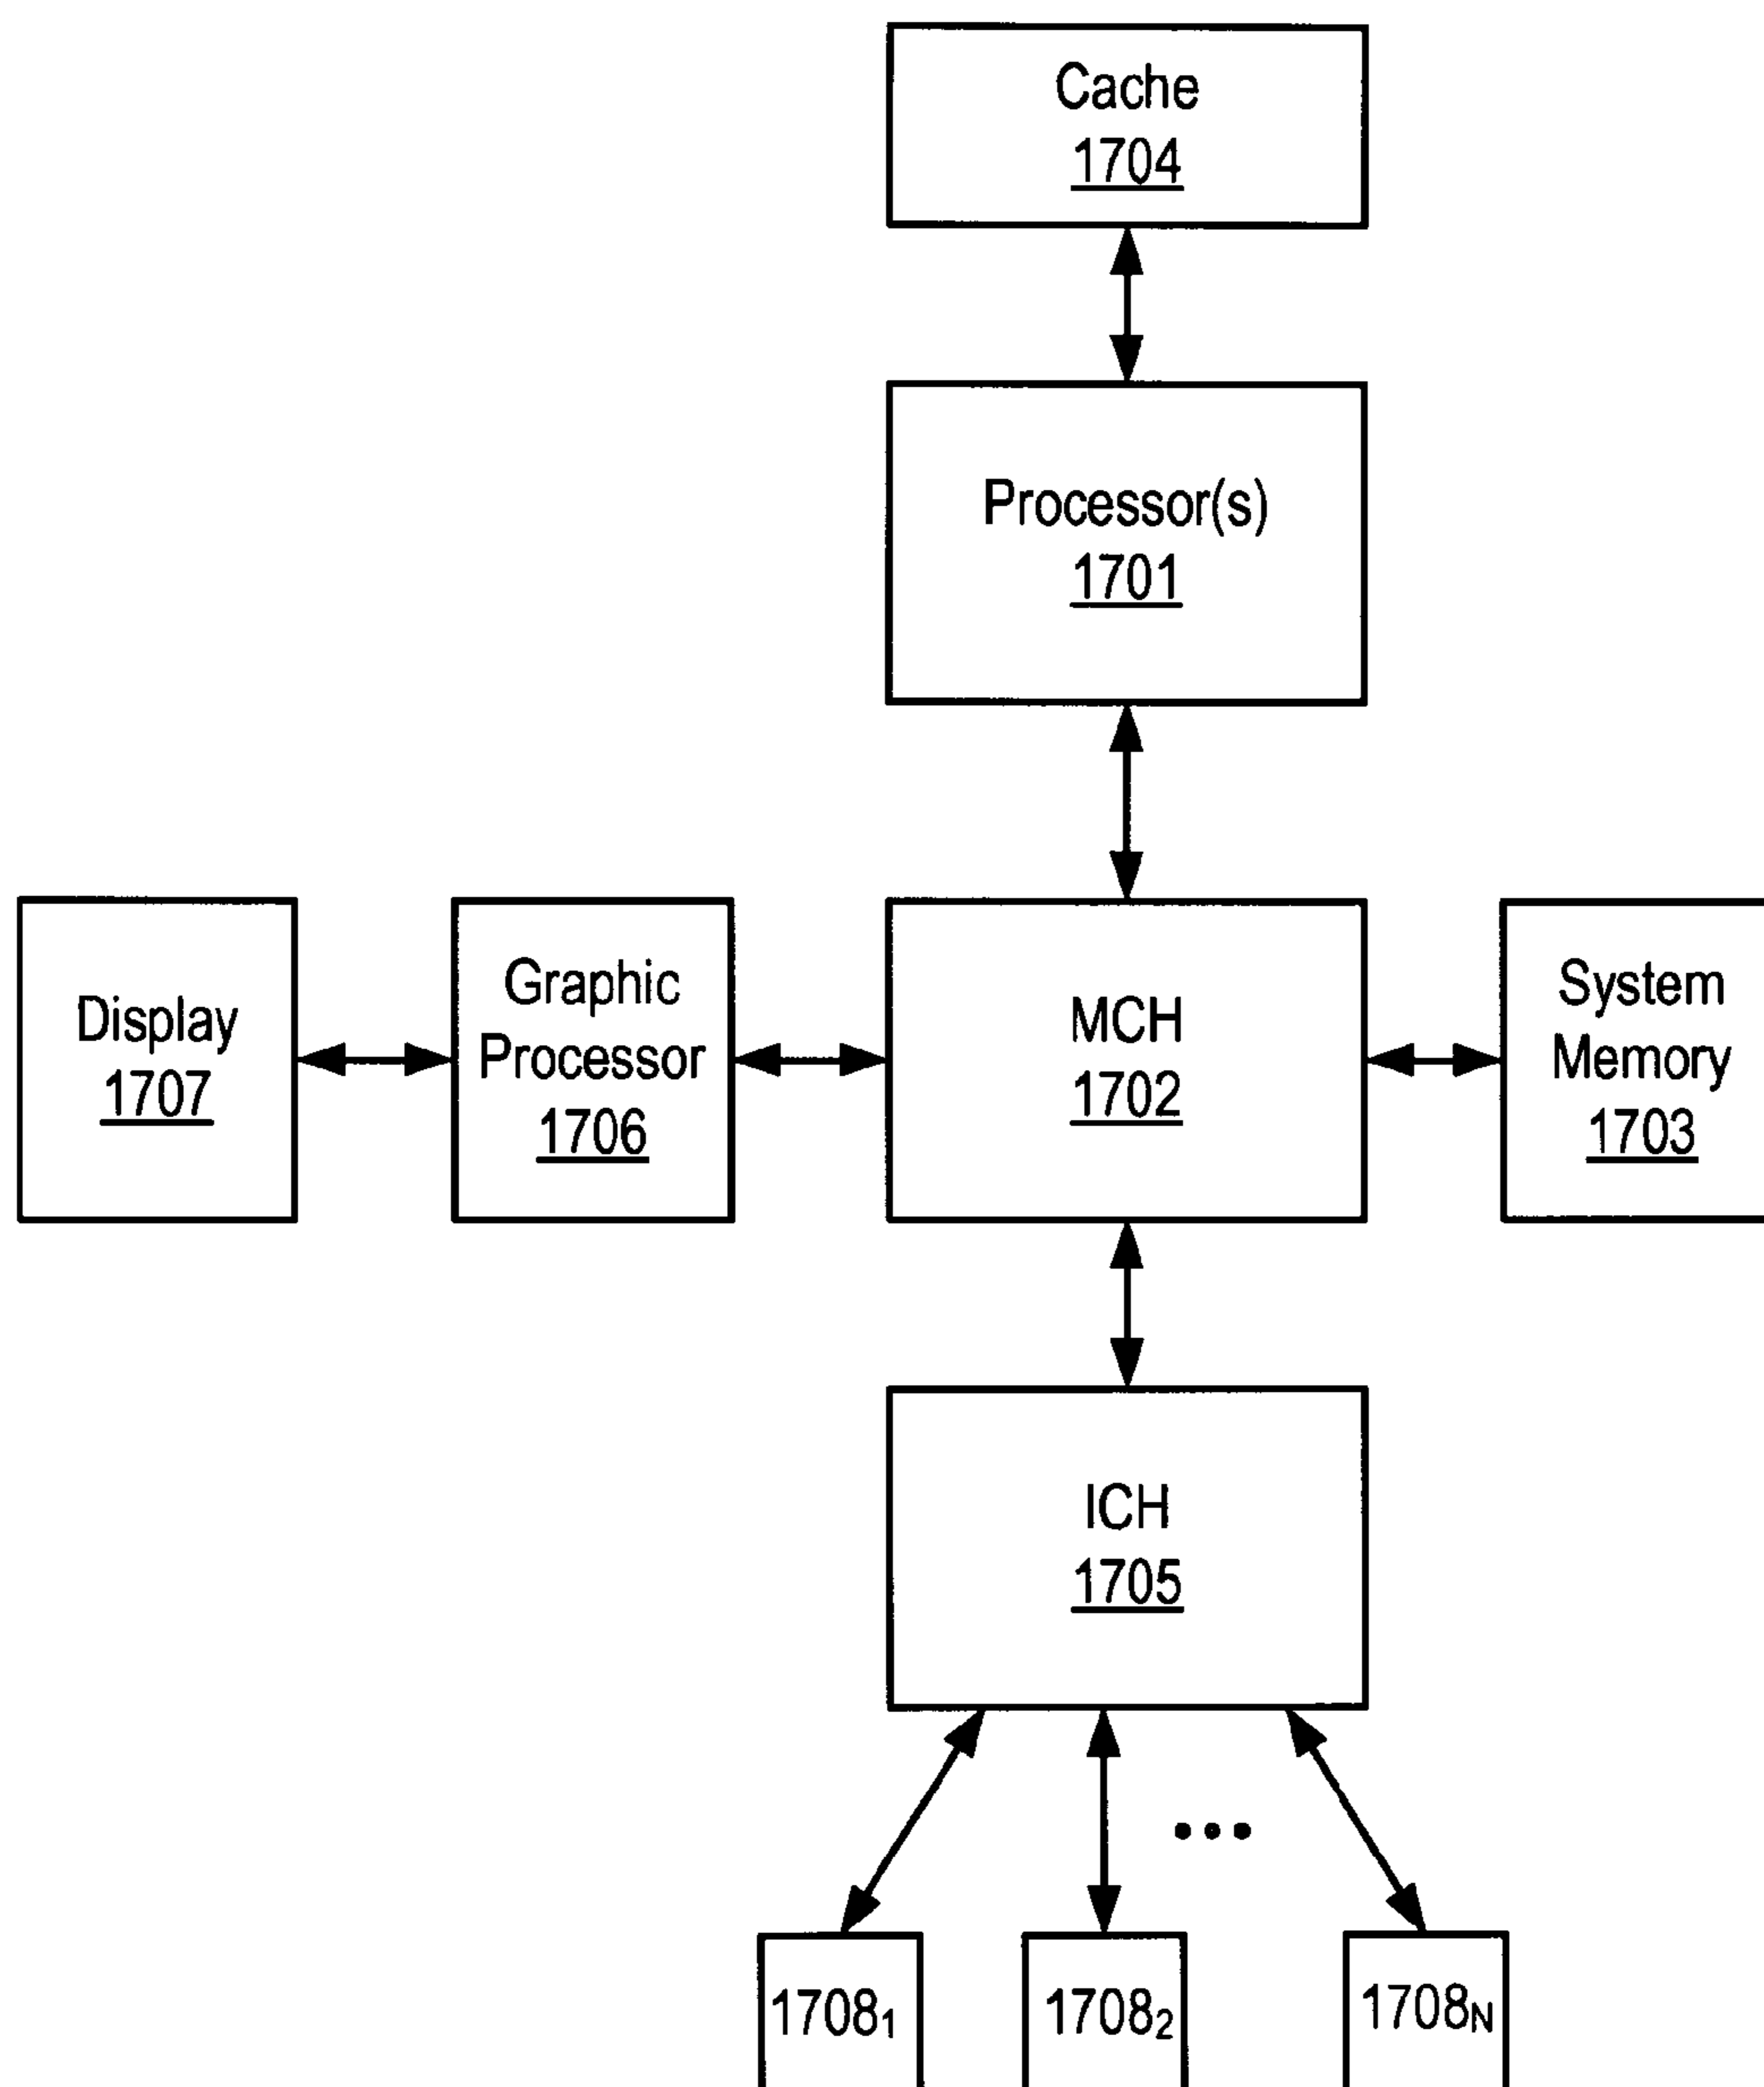 Cache
1704
Processor(s)
1701
Display
1707
Graphic
Processor
1706
MCH
1702
System
Memory
1703
ICH
1705
1708₁
1708₂
1708N